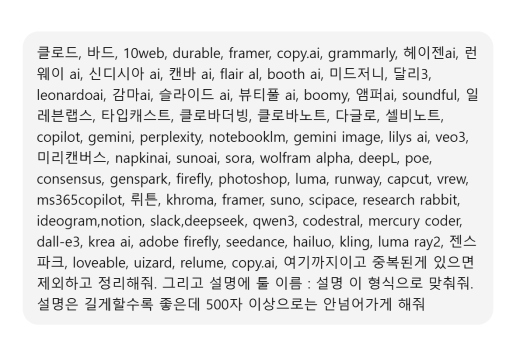 클로드, 바드, 10web, durable, framer, copy.ai, grammarly, 헤이젠ai, 런
웨이 ai, 신디시아 ai, 캔바 ai, flair al, booth ai, 미드저니, 달리3,
leonardoai, 감마ai, 슬라이드 ai, 뷰티풀 ai, boomy, 앰퍼ai, soundful, 일
레븐랩스, 타입캐스트, 클로바더빙, 클로바노트, 다글로, 셀비노트,
copilot, gemini, perplexity, notebooklm, gemini image, lilys ai, veo3,
미리캔버스, napkinai, sunoai, sora, wolfram alpha, deepL, poe,
consensus, genspark, firefly, photoshop, luma, runway, capcut, vrew,
ms365copilot, 뤼튼, khroma, framer, suno, scipace, research rabbit,
ideogram,notion, slack,deepseek, qwen3, codestral, mercury coder,
dall-e3, krea ai, adobe firefly, seedance, hailuo, kling, luma ray2, 젠스
파크, loveable, uizard, relume, copy.ai, 여기까지이고 중복된게 있으면
제외하고 정리해줘. 그리고 설명에 툴 이름 : 설명 이 형식으로 맞춰줘.
설명은 길게할수록 좋은데 500자 이상으로는 안넘어가게 해줘